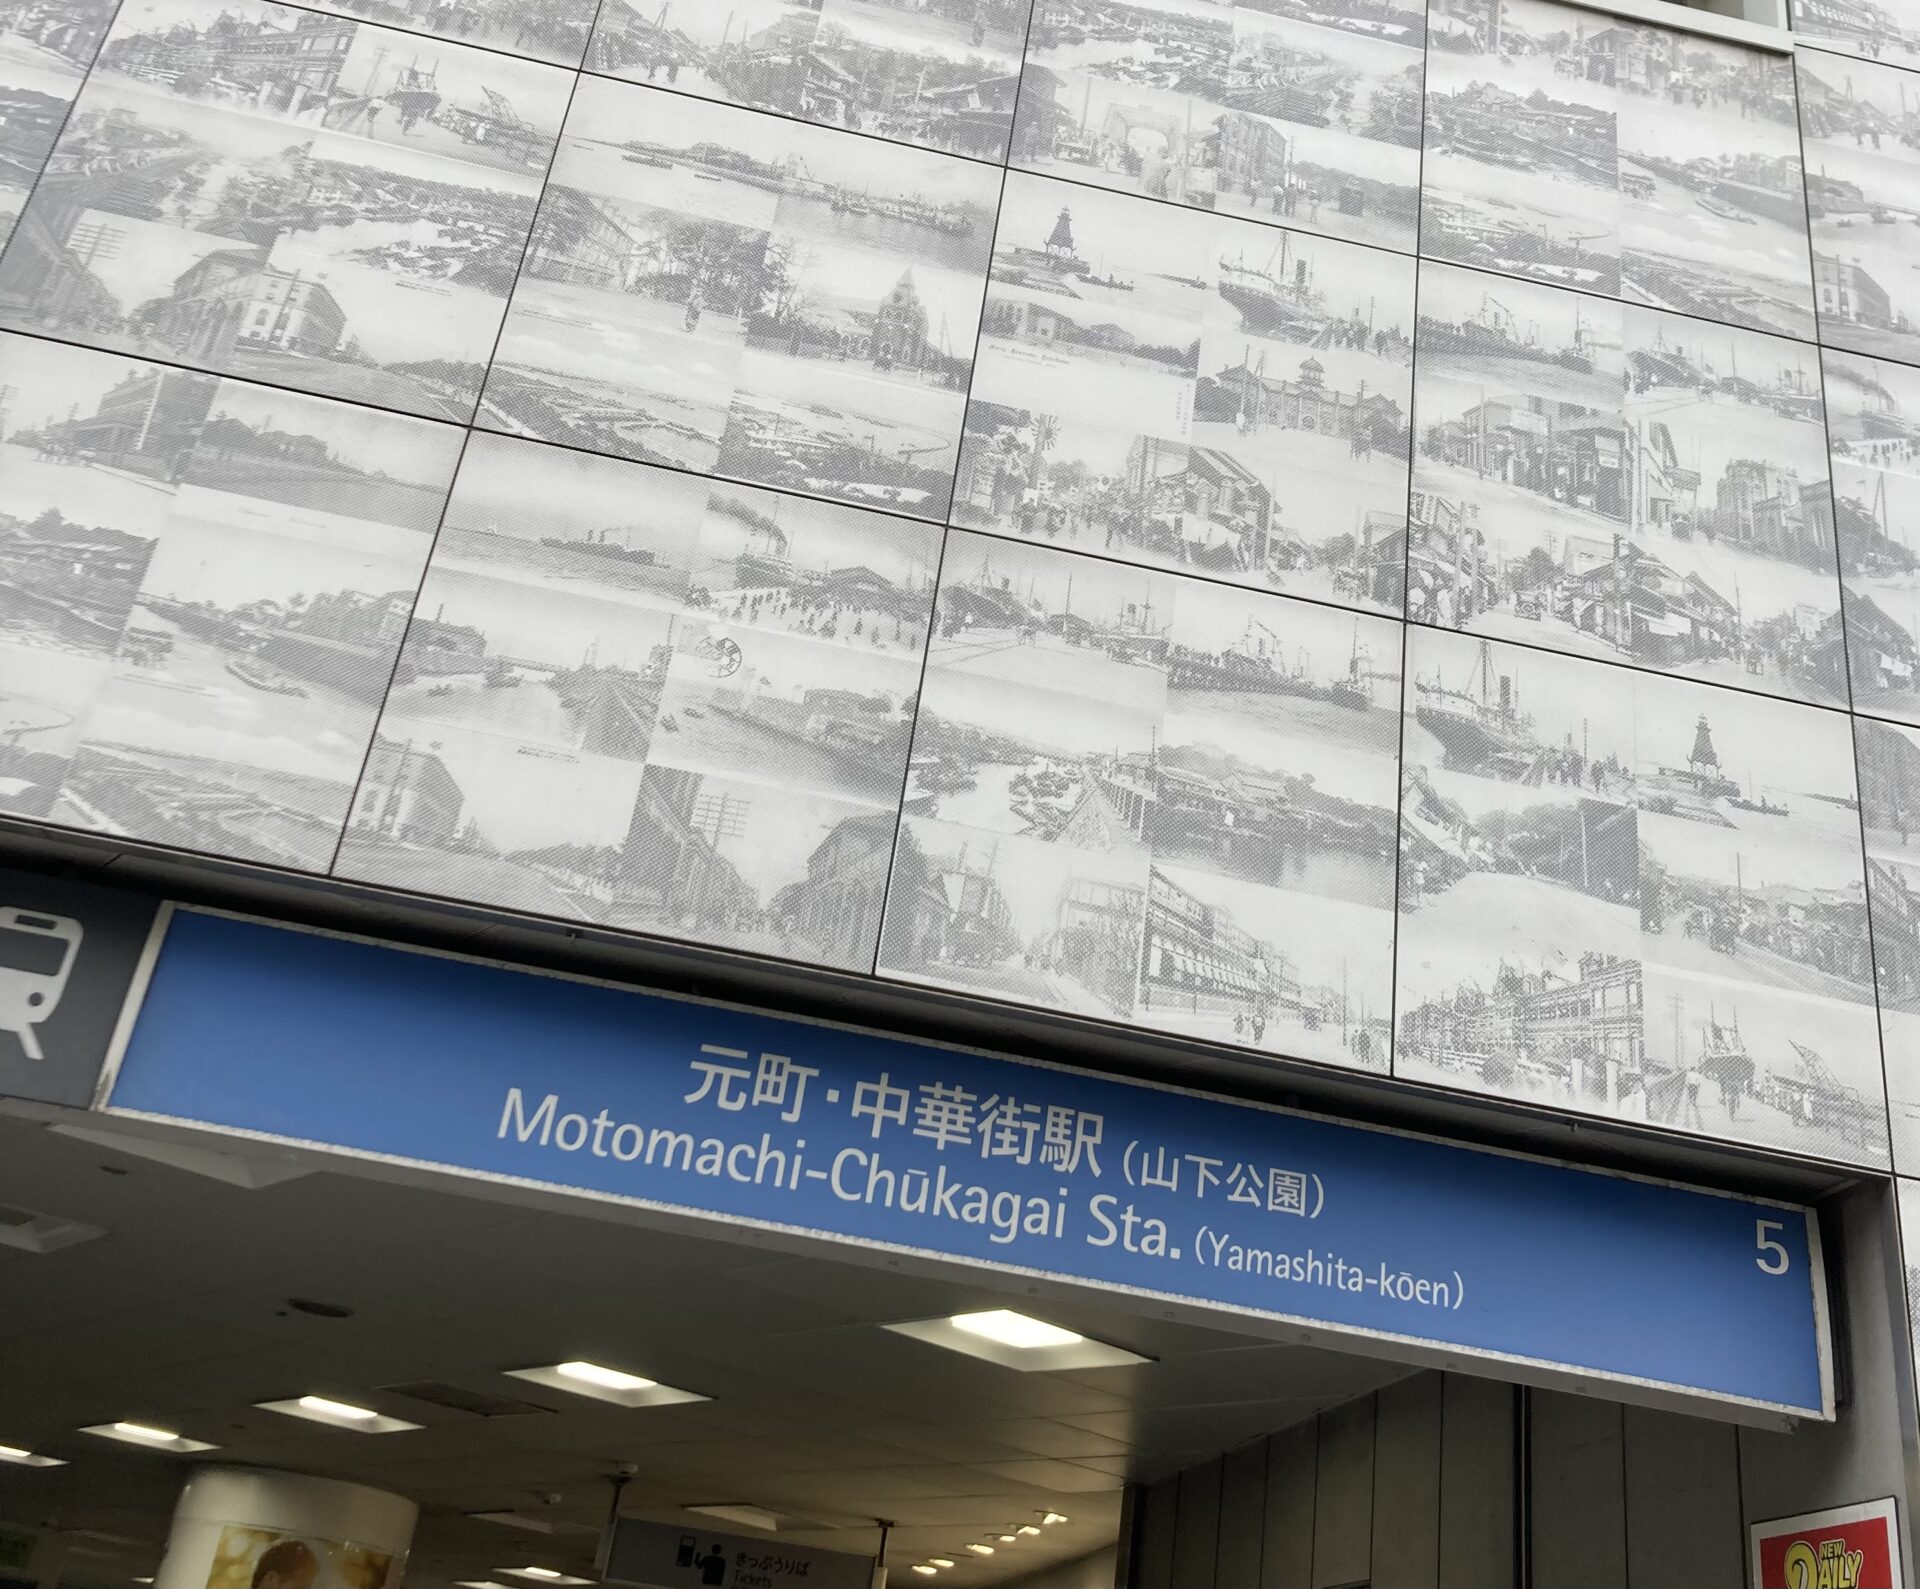 元町・中華街駅(山下公園)
Motomachi-Chūkagai Sta. (Yamashita-kōen)
5
きっぷうりば
Tickets
NEW
DAILY